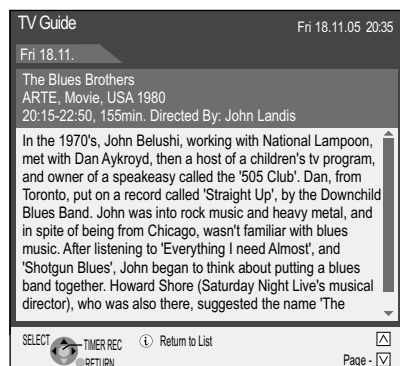 TV Guide
Fri 18.11.05 20:35
Fri 18.11.
The Blues Brothers
ARTE, Movie, USA 1980
20:15-22:50, 155min. Directed By: John Landis
In the 1970's, John Belushi, working with National Lampoon,
met with Dan Aykroyd, then a host of a children's tv program,
and owner of a speakeasy called the '505 Club'. Dan, from
Toronto, put on a record called 'Straight Up', by the Downchild
Blues Band. John was into rock music and heavy metal, and
in spite of being from Chicago, wasn't familiar with blues
music. After listening to 'Everything I need Almost', and
'Shotgun Blues', John began to think about putting a blues
band together. Howard Shore (Saturday Night Live's musical
director), who was also there, suggested the name 'The
SELECT
TIMER REC
i Return to List
RETURN
Page -